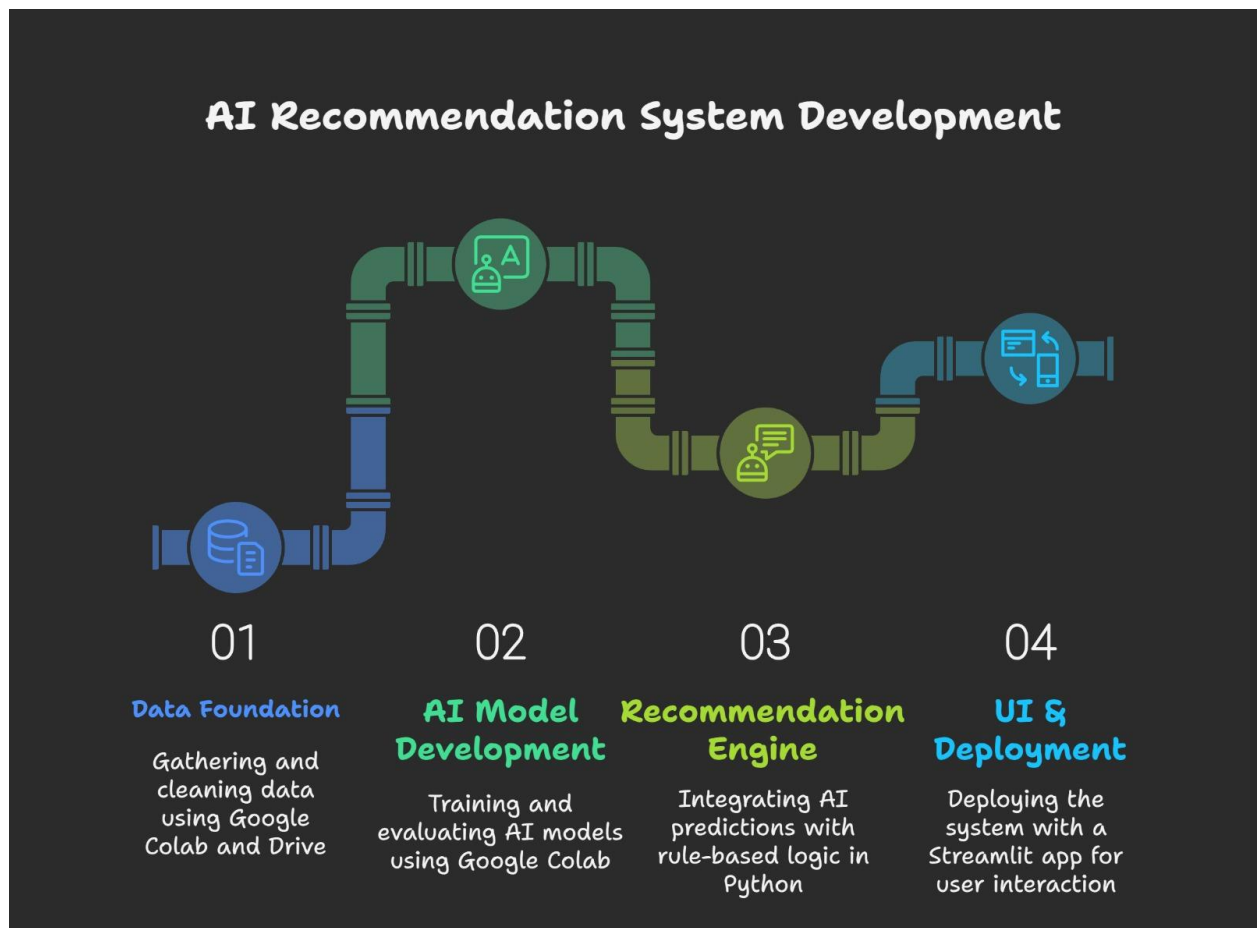 AI Recommendation System Development
A
01
Data Foundation
Gathering and
cleaning data
using Google
Colab and Drive
02
AI Model
Development
Training and
evaluating AI models
using Google Colab
03
Recommendation
Engine
Integrating AI
predictions with
rule-based logic in
Python
04
UI &
Deployment
Deploying the
system with a
Streamlit app for
user interaction